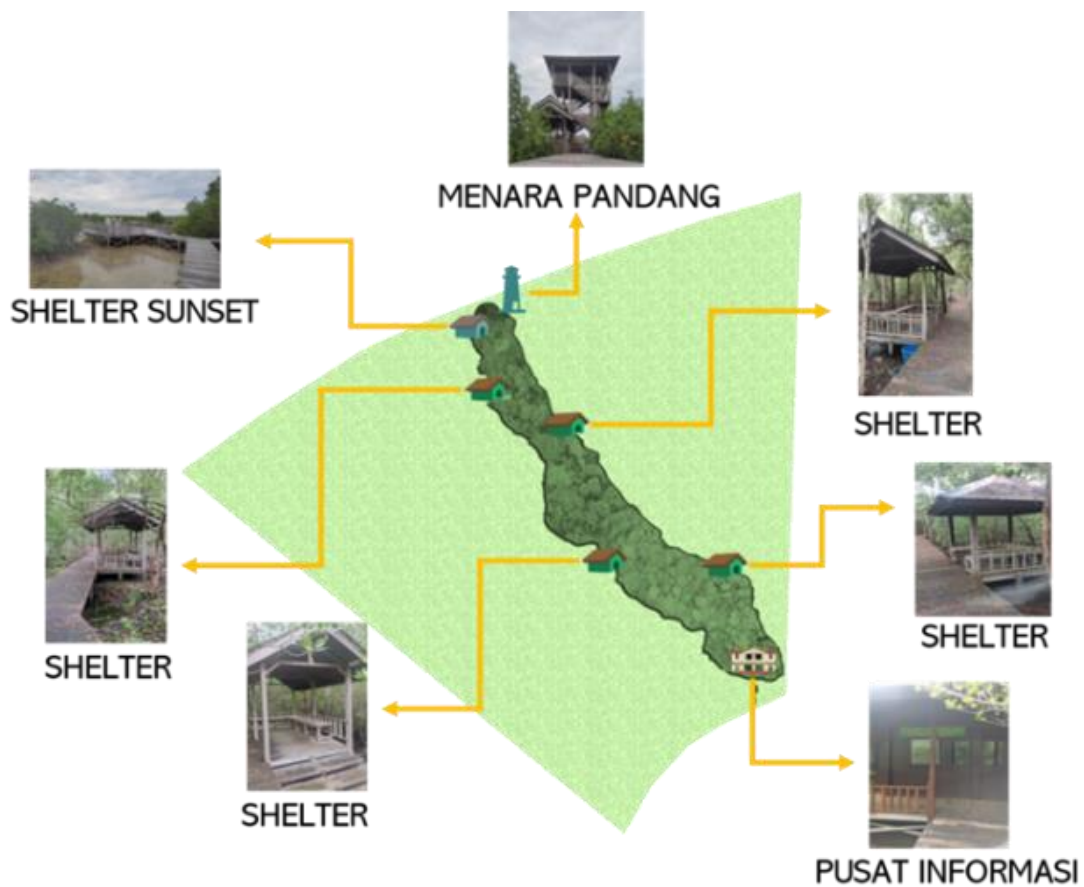 MENARA PANDANG
SHELTER SUNSET
SHELTER
SHELTER
SHELTER
SHELTER
PUSAT INFORMASI